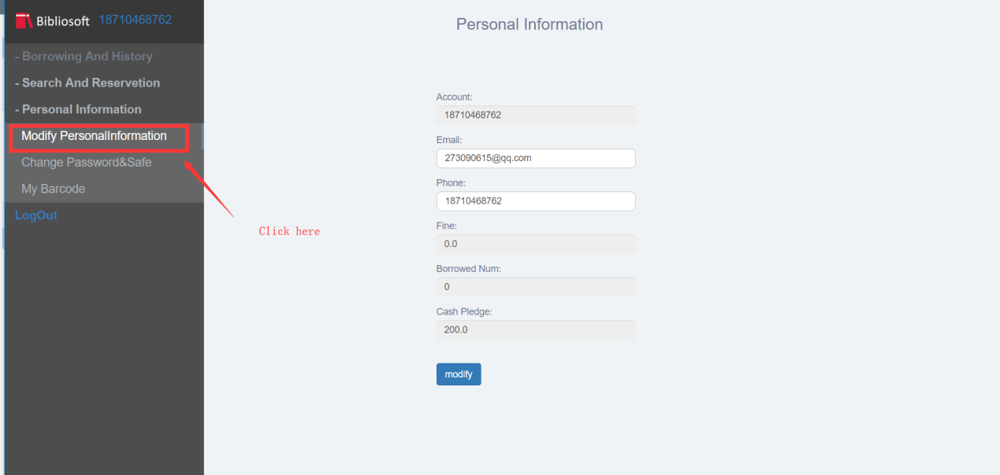 Bibliosoft 18710468762
- Borrowing And History
- Search And Reservetion
- Personal Information
Modify PersonalInformation
Change Password&Safe
My Barcode
LogOut
Click here
Personal Information
Account:
18710468762
Email:
273090615@qq.com
Phone:
18710468762
Fine:
0.0
Borrowed Num:
0
Cash Pledge:
200.0
modify